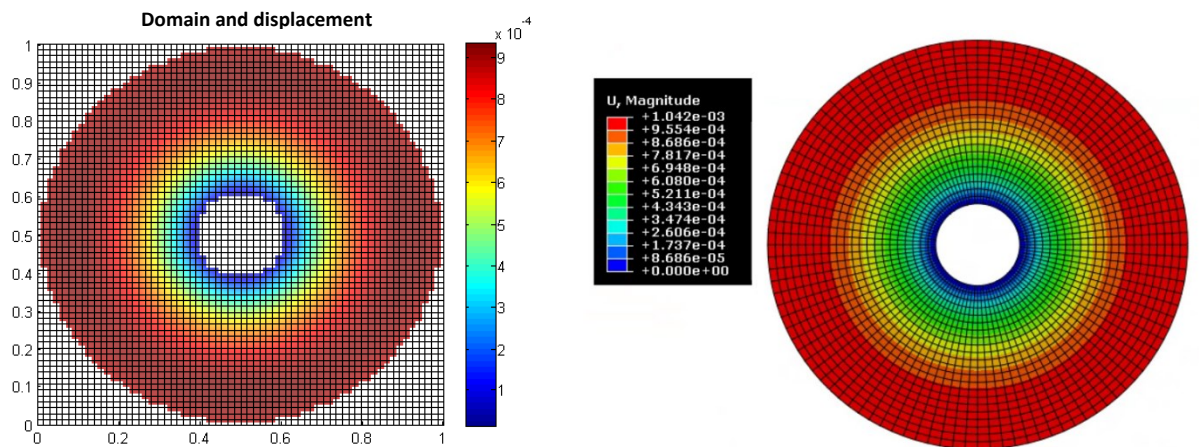 Domain and displacement
x 10⁻⁴
1
0.9
0.8
0.7
0.6
0.5
0.4
0.3
0.2
0.1
0
0
0.2
0.4
0.6
0.8
1
9
8
7
6
5
4
3
2
1
U, Magnitude
+1.042e-03
+9.554e-04
+8.686e-04
+7.817e-04
+6.948e-04
+6.080e-04
+5.211e-04
+4.343e-04
+3.474e-04
+2.606e-04
+1.737e-04
+8.686e-05
+0.000e+00